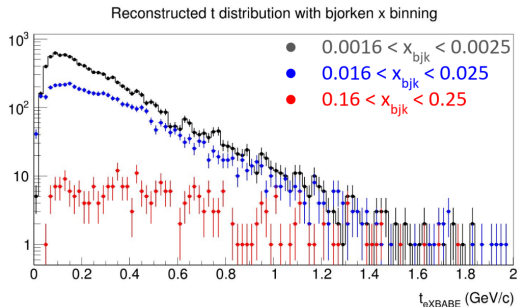 Reconstructed t distribution with bjorken x binning
10³
10²
10
1
0.0016 < x_bjk < 0.0025
0.016 < x_bjk < 0.025
0.16 < x_bjk < 0.25
0 0.2 0.4 0.6 0.8 1 1.2 1.4 1.6 1.8 2
t_eXBABE (GeV/c)